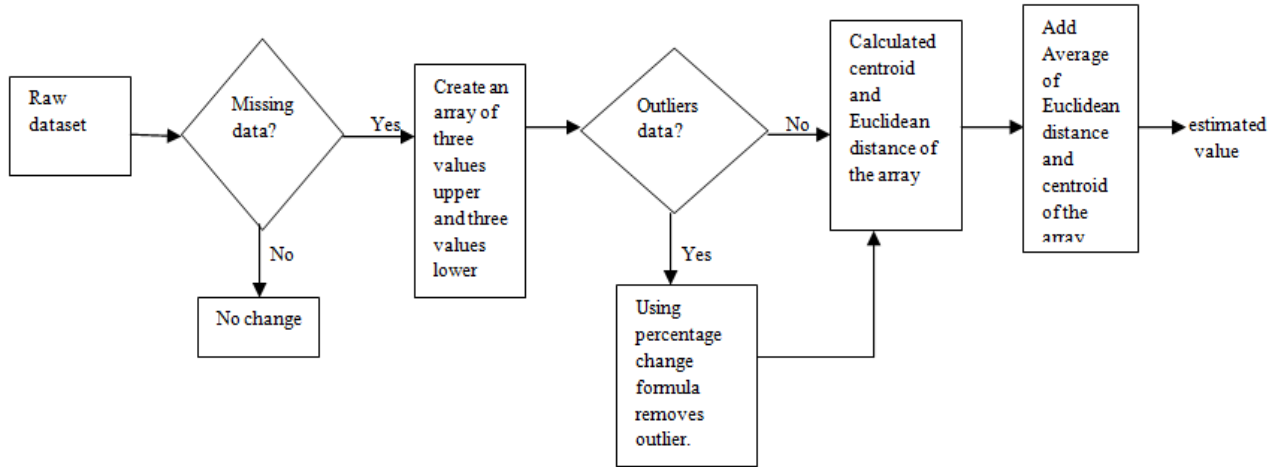 Raw
dataset
Missing
data?
Yes
No
No change
Create an
array of
three
values
upper
and three
values
lower
Outliers
data?
No
Yes
Using
percentage
change
formula
removes
outlier.
Calculated
centroid
and
Euclidean
distance of
the array
Add
Average
of
Euclidean
distance
and
centroid
of the
array
estimated
value